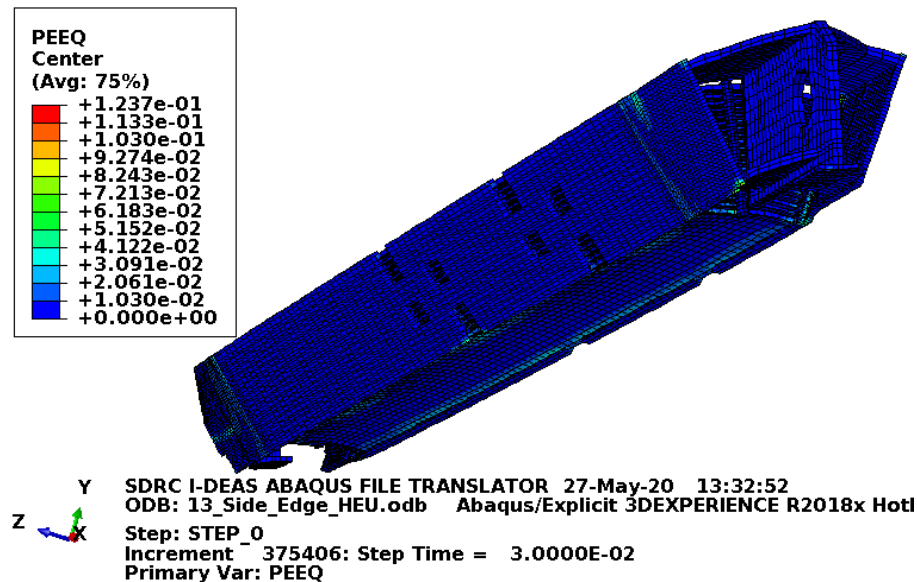 PEEQ
Center
(Avg: 75%)
+1.237e-01
+1.133e-01
+1.030e-01
+9.274e-02
+8.243e-02
+7.213e-02
+6.183e-02
+5.152e-02
+4.122e-02
+3.091e-02
+2.061e-02
+1.030e-02
+0.000e+00
Y
Z
X
SDRC I-DEAS ABAQUS FILE TRANSLATOR 27-May-20 13:32:52
ODB: 13_Side_Edge_HEU.odb Abaqus/Explicit 3DEXPERIENCE R2018x
Step: STEP_0
Increment 375406: Step Time = 3.0000E-02
Primary Var: PEEQ